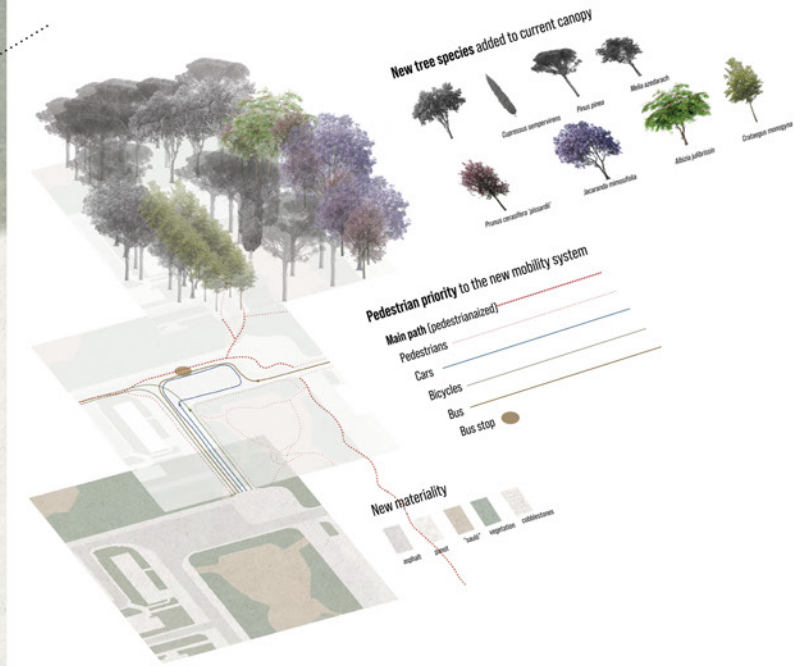 New tree species added to current canopy
Cupressus sempervirens
Pinus pinea
Melia azedarach
Prunus cerasifera 'pissardii'
Jacaranda mimosifolia
Albizia julibrissin
Crataegus monogyna
Pedestrian priority to the new mobility system
Main path (pedestrianaized)
Pedestrians
Cars
Bicycles
Bus
Bus stop
New materiality
asphalt
"sauló"
vegetation
cobblestones